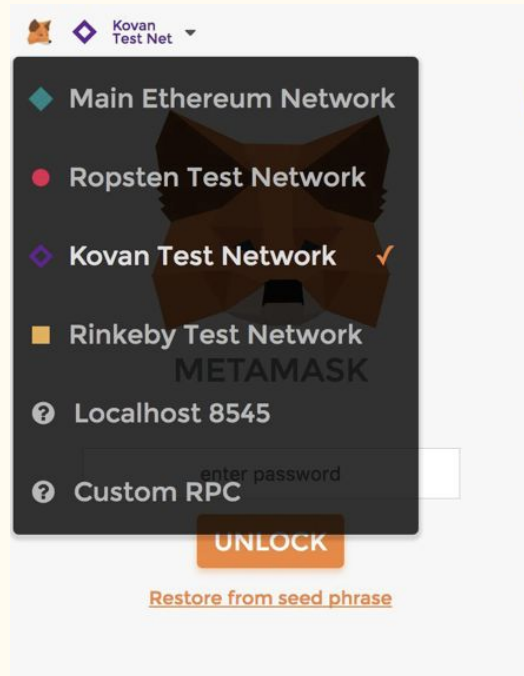 Kovan
Test Net
Main Ethereum Network
Ropsten Test Network
Kovan Test Network
Rinkeby Test Network
METAMASK
Localhost 8545
enter password
Custom RPC
UNLOCK
Restore from seed phrase